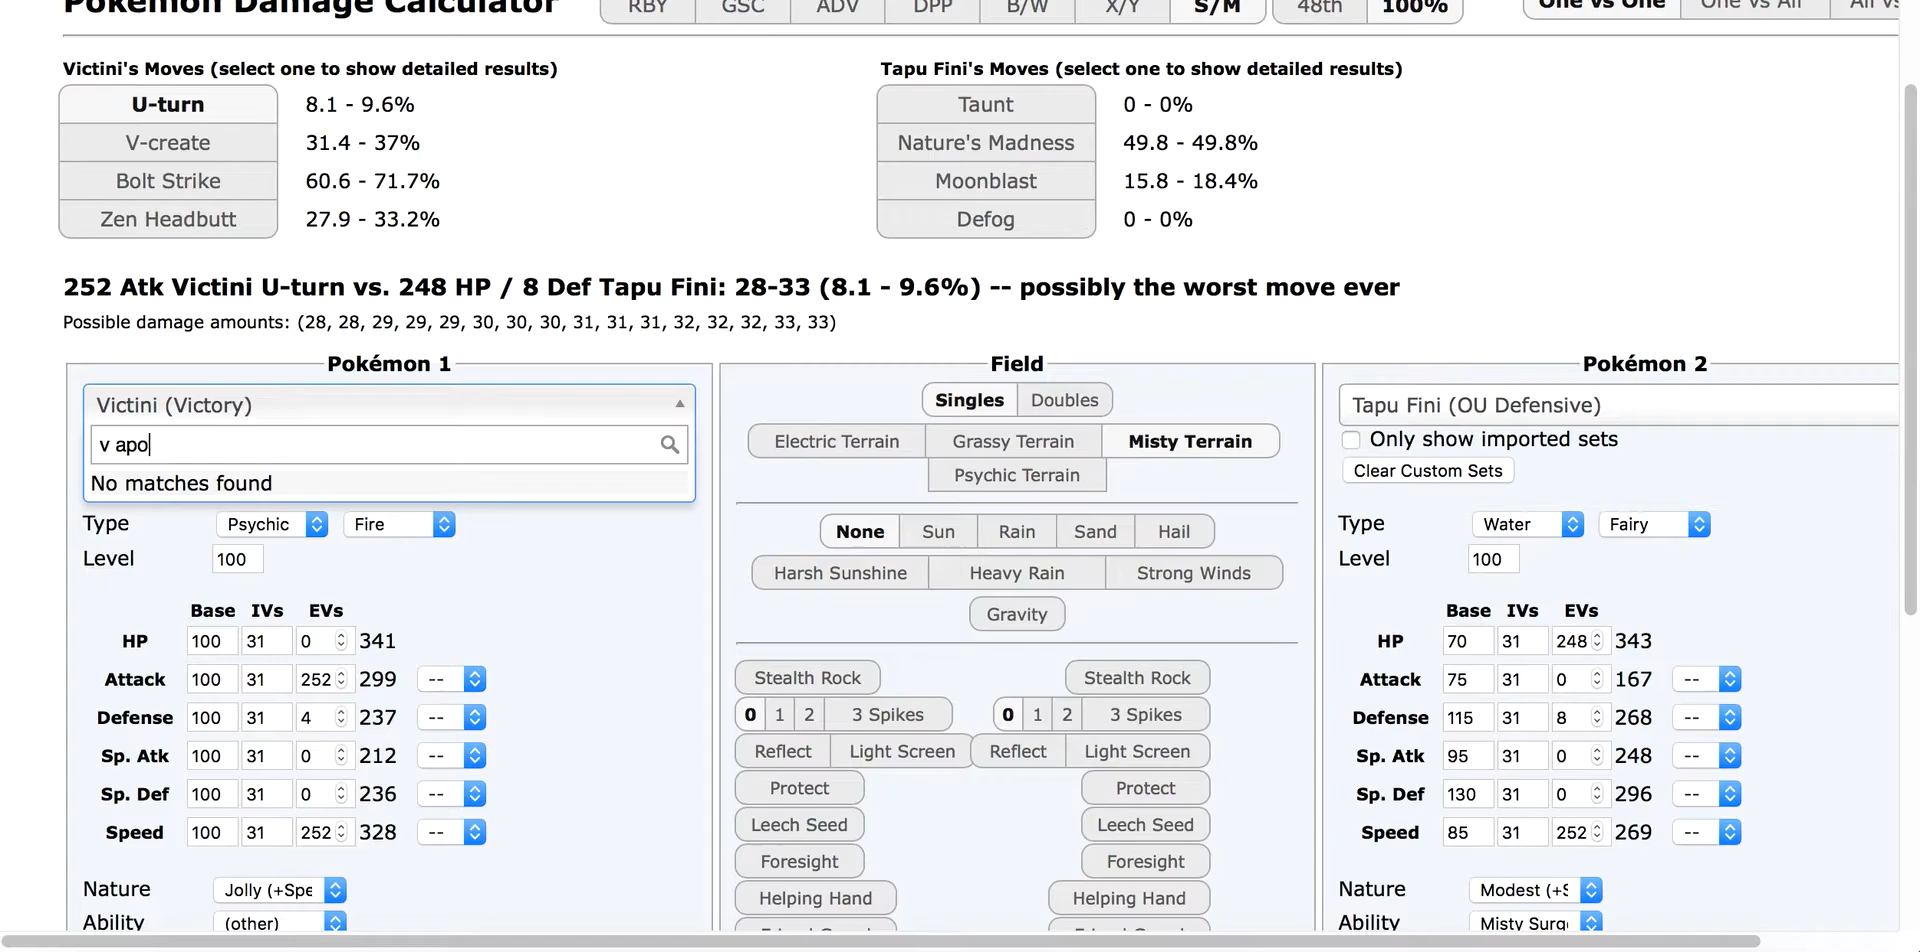 Pokémon Damage Calculator
RBY GSC ADV DPP B/W X/Y S/M 48th 100% One vs One One vs All All vs
Victini's Moves (select one to show detailed results)
U-turn 8.1 - 9.6%
V-create 31.4 - 37%
Bolt Strike 60.6 - 71.7%
Zen Headbutt 27.9 - 33.2%
Tapu Fini's Moves (select one to show detailed results)
Taunt 0 - 0%
Nature's Madness 49.8 - 49.8%
Moonblast 15.8 - 18.4%
Defog 0 - 0%
252 Atk Victini U-turn vs. 248 HP / 8 Def Tapu Fini: 28-33 (8.1 - 9.6%) -- possibly the worst move ever
Possible damage amounts: (28, 28, 29, 29, 29, 30, 30, 30, 31, 31, 31, 32, 32, 32, 33, 33)
Pokémon 1
Victini (Victory)
v apo
No matches found
Type Psychic Fire
Level 100
Base IVs EVs
HP 100 31 0 341
Attack 100 31 252 299 --
Defense 100 31 4 237 --
Sp. Atk 100 31 0 212 --
Sp. Def 100 31 0 236 --
Speed 100 31 252 328 --
Nature Jolly (+Spe
Ability (other)
Field
Singles Doubles
Electric Terrain Grassy Terrain Misty Terrain
Psychic Terrain
None Sun Rain Sand Hail
Harsh Sunshine Heavy Rain Strong Winds
Gravity
Stealth Rock Stealth Rock
0 1 2 3 Spikes 0 1 2 3 Spikes
Reflect Light Screen Reflect Light Screen
Protect Protect
Leech Seed Leech Seed
Foresight Foresight
Helping Hand Helping Hand
Pokémon 2
Tapu Fini (OU Defensive)
Only show imported sets
Clear Custom Sets
Type Water Fairy
Level 100
Base IVs EVs
HP 70 31 248 343
Attack 75 31 0 167 --
Defense 115 31 8 268 --
Sp. Atk 95 31 0 248 --
Sp. Def 130 31 0 296 --
Speed 85 31 252 269 --
Nature Modest (+S
Ability Misty Surg